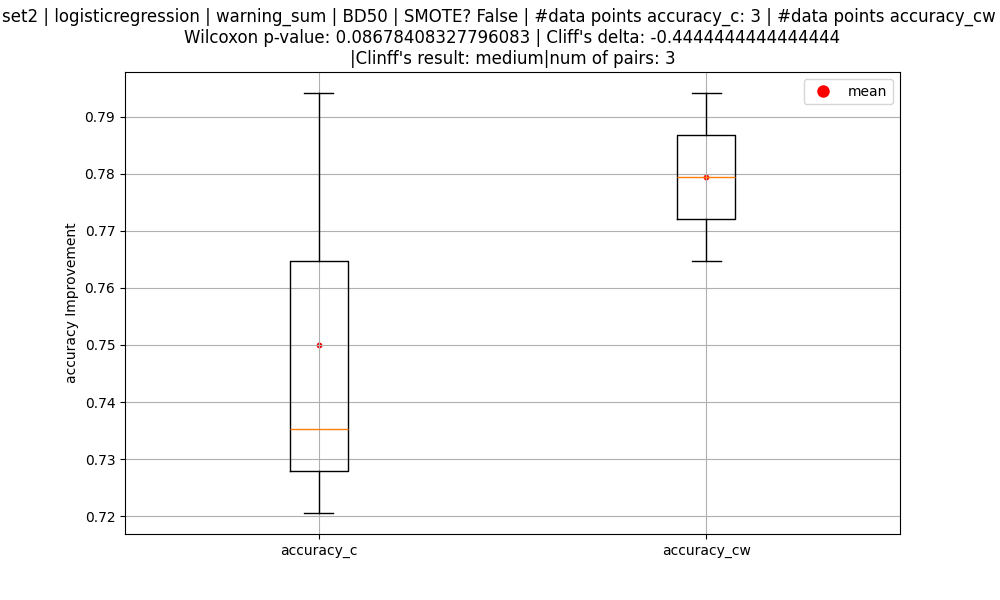 set2 | logisticregression | warning_sum | BD50 | SMOTE? False | #data points accuracy_c: 3 | #data points accuracy_cw
Wilcoxon p-value: 0.08678408327796083 | Cliff's delta: -0.4444444444444444
|Clinff's result: medium|num of pairs: 3
mean
0.79
0.78
0.77
0.76
0.75
0.74
0.73
0.72
accuracy Improvement
accuracy_c
accuracy_cw